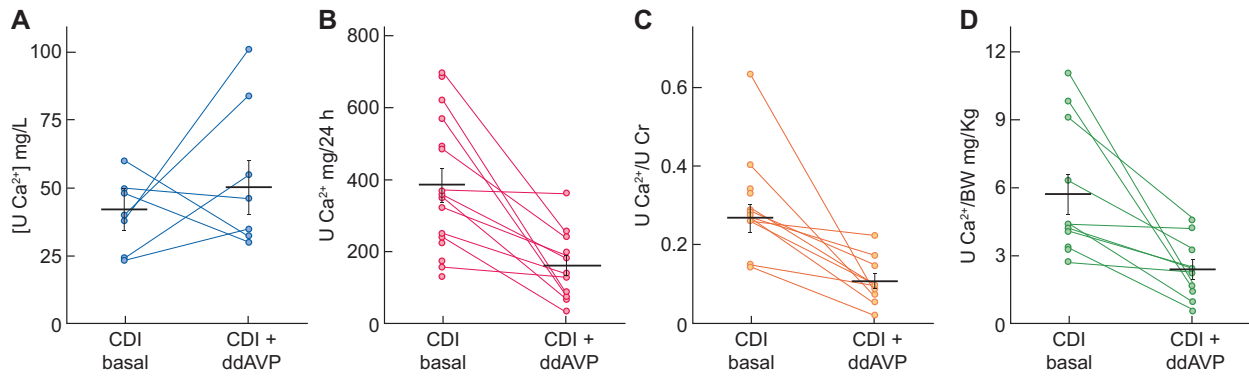 A
[U Ca²⁺] mg/L
100
75
50
25
0
CDI basal
CDI + ddAVP
B
U Ca²⁺ mg/24 h
800
600
400
200
0
CDI basal
CDI + ddAVP
C
U Ca²⁺/U Cr
0.6
0.4
0.2
0
CDI basal
CDI + ddAVP
D
U Ca²⁺/BW mg/Kg
12
9
6
3
0
CDI basal
CDI + ddAVP